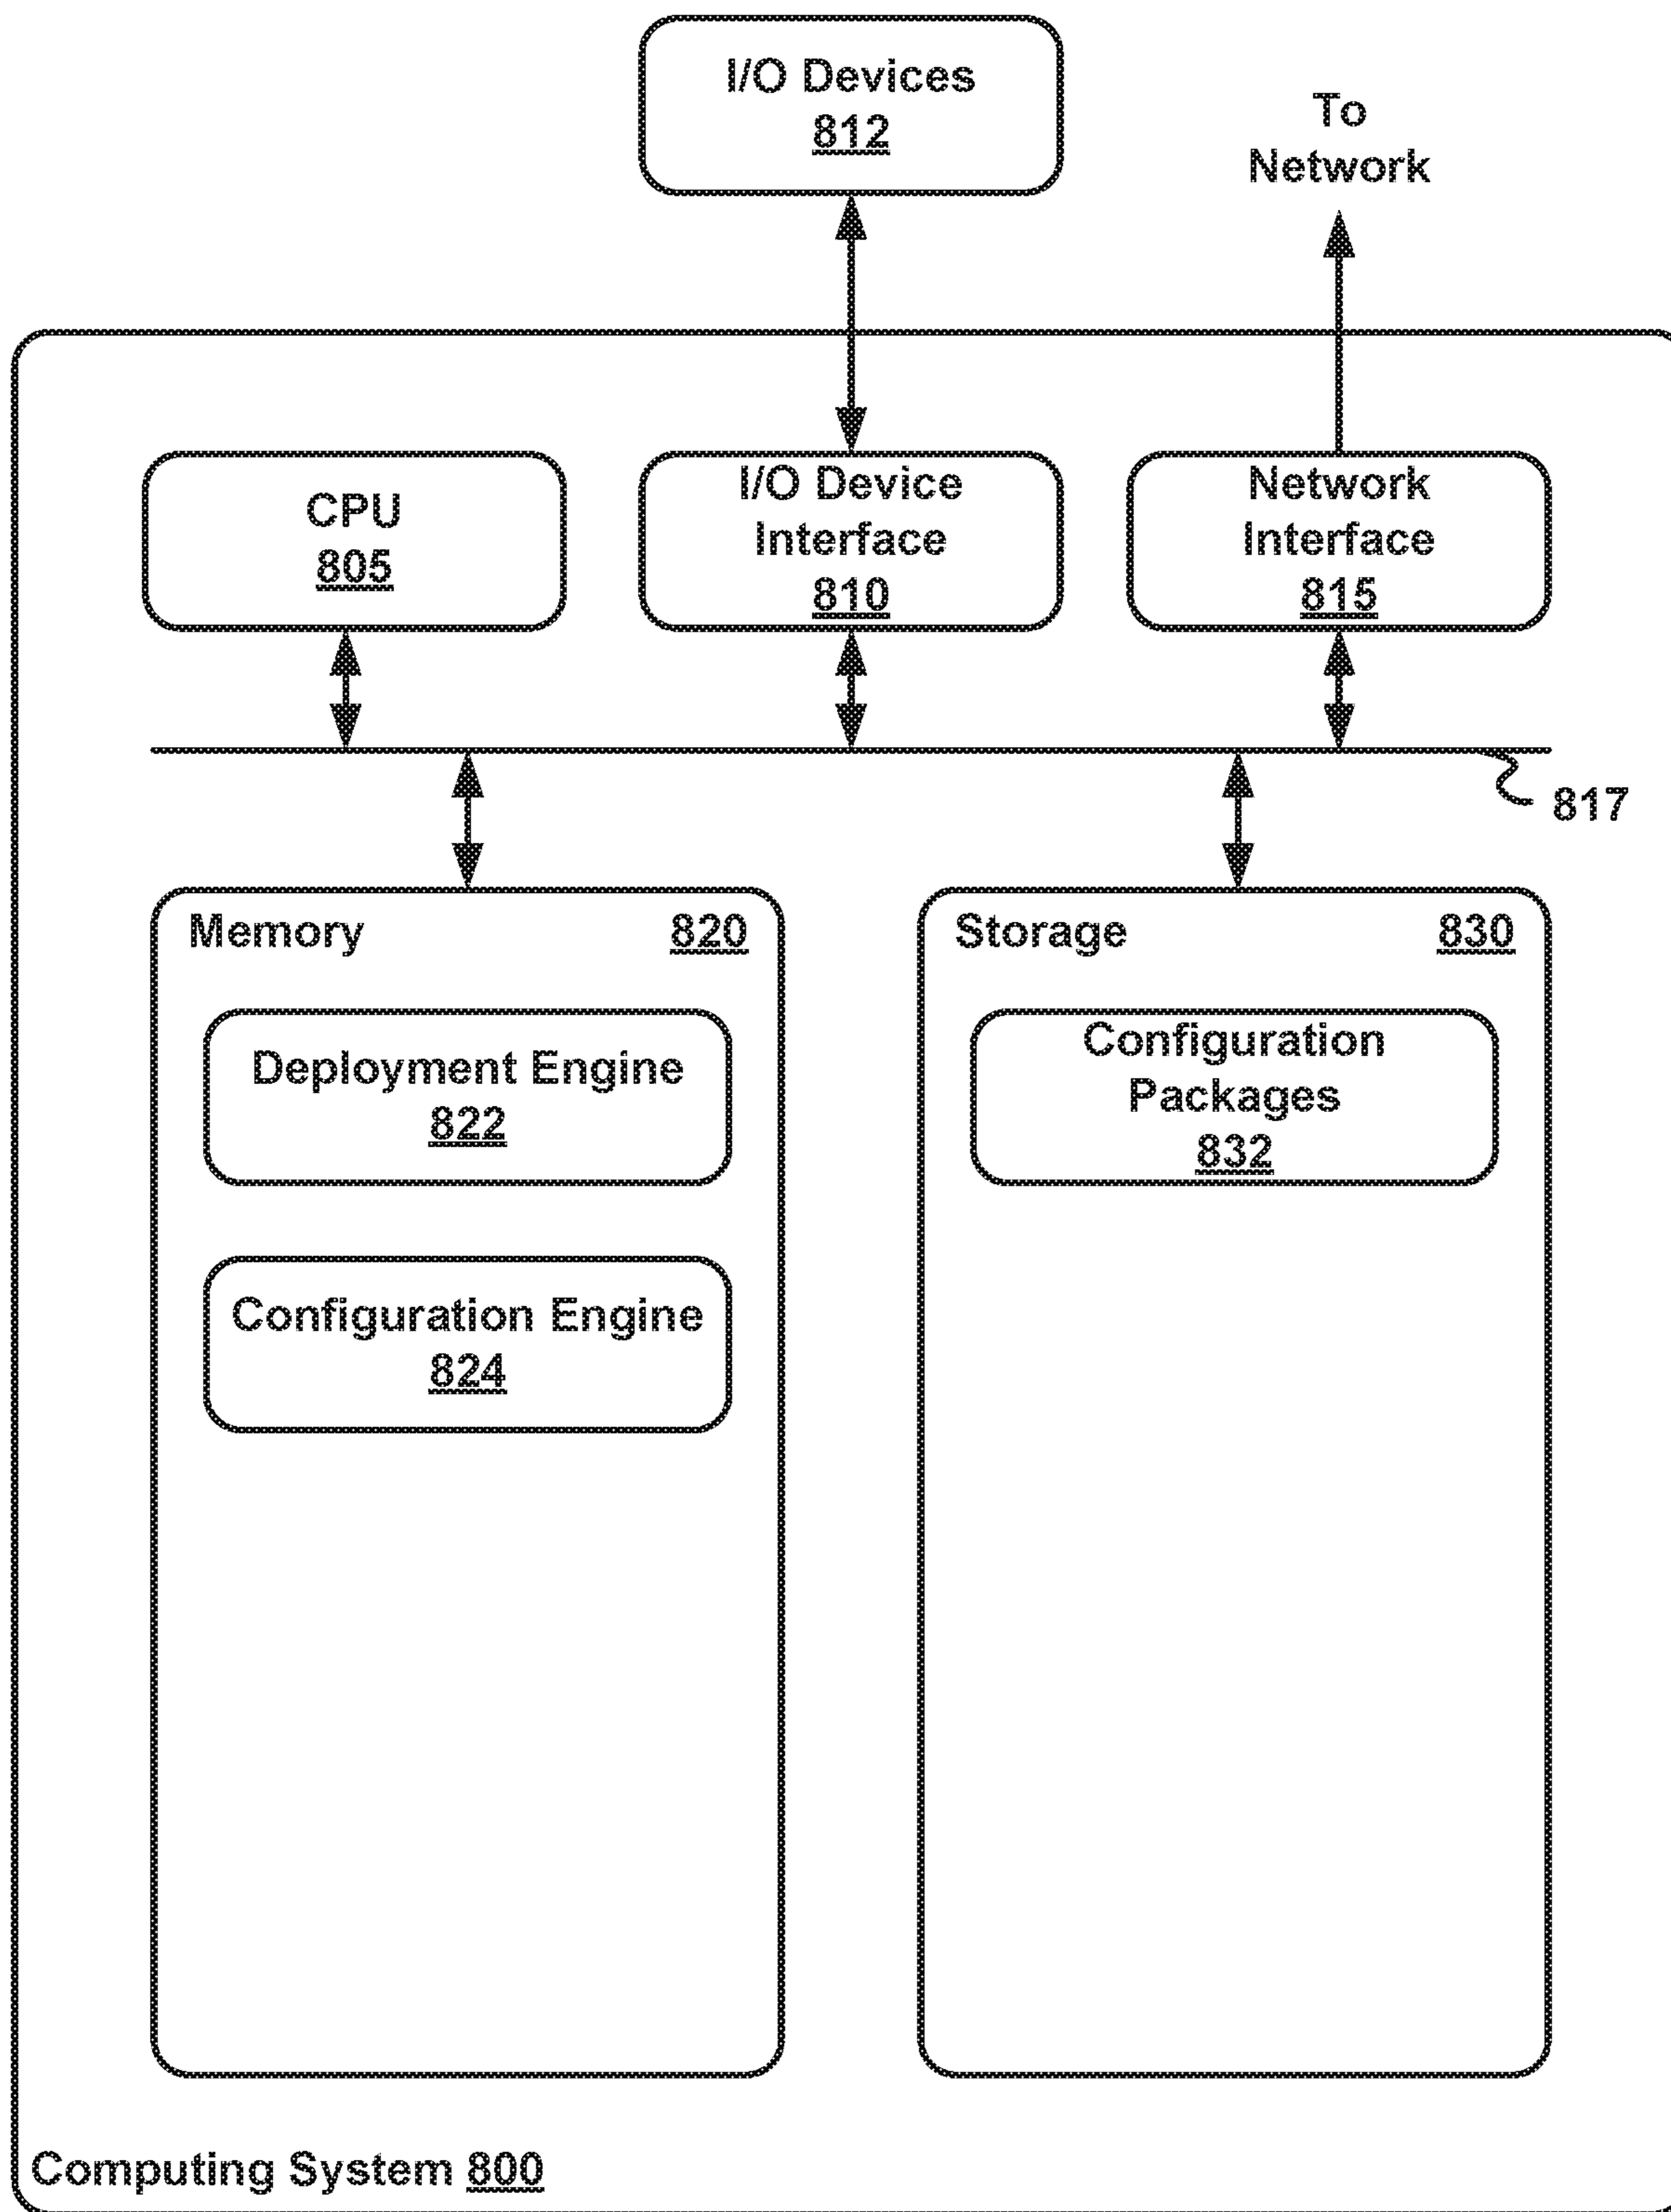 I/O Devices
812
To
Network
CPU
805
I/O Device
Interface
810
Network
Interface
815
817
Memory 820
Deployment Engine
822
Configuration Engine
824
Storage 830
Configuration
Packages
832
Computing System 800